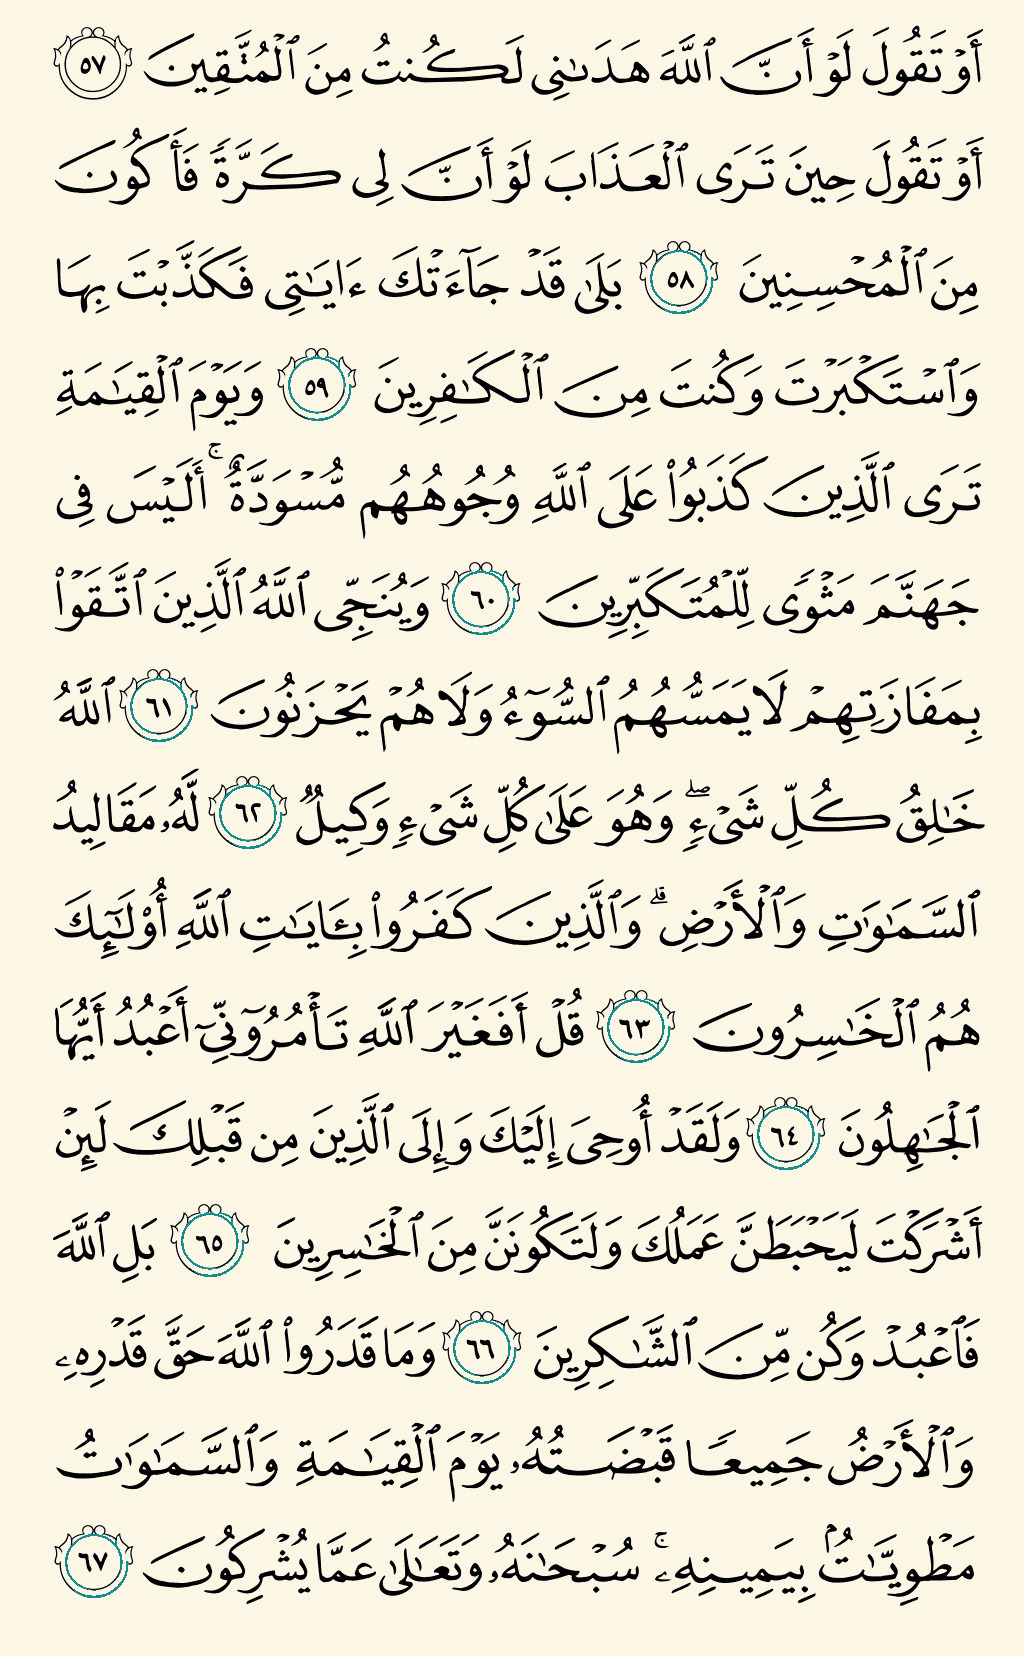 أَوۡ تَقُولَ لَوۡ أَنَّ ٱللَّهَ هَدَىٰنِي لَكُنتُ مِنَ ٱلۡمُتَّقِينَ ٥٧
أَوۡ تَقُولَ حِينَ تَرَى ٱلۡعَذَابَ لَوۡ أَنَّ لِي كَرَّةٗ فَأَكُونَ
مِنَ ٱلۡمُحۡسِنِينَ ٥٨ بَلَىٰ قَدۡ جَآءَتۡكَ ءَايَٰتِي فَكَذَّبۡتَ بِهَا
وَٱسۡتَكۡبَرۡتَ وَكُنتَ مِنَ ٱلۡكَٰفِرِينَ ٥٩ وَيَوۡمَ ٱلۡقِيَٰمَةِ
تَرَى ٱلَّذِينَ كَذَبُواْ عَلَى ٱللَّهِ وُجُوهُهُم مُّسۡوَدَّةٌۚ أَلَيۡسَ فِي
جَهَنَّمَ مَثۡوٗى لِّلۡمُتَكَبِّرِينَ ٦٠ وَيُنَجِّي ٱللَّهُ ٱلَّذِينَ ٱتَّقَوۡاْ
بِمَفَازَتِهِمۡ لَا يَمَسُّهُمُ ٱلسُّوٓءُ وَلَا هُمۡ يَحۡزَنُونَ ٦١ ٱللَّهُ
خَٰلِقُ كُلِّ شَيۡءٖۖ وَهُوَ عَلَىٰ كُلِّ شَيۡءٖ وَكِيلٞ ٦٢ لَّهُۥ مَقَالِيدُ
ٱلسَّمَٰوَٰتِ وَٱلۡأَرۡضِۗ وَٱلَّذِينَ كَفَرُواْ بِـَٔايَٰتِ ٱللَّهِ أُوْلَٰٓئِكَ
هُمُ ٱلۡخَٰسِرُونَ ٦٣ قُلۡ أَفَغَيۡرَ ٱللَّهِ تَأۡمُرُوٓنِّيٓ أَعۡبُدُ أَيُّهَا
ٱلۡجَٰهِلُونَ ٦٤ وَلَقَدۡ أُوحِيَ إِلَيۡكَ وَإِلَى ٱلَّذِينَ مِن قَبۡلِكَ لَئِنۡ
أَشۡرَكۡتَ لَيَحۡبَطَنَّ عَمَلُكَ وَلَتَكُونَنَّ مِنَ ٱلۡخَٰسِرِينَ ٦٥ بَلِ ٱللَّهَ
فَٱعۡبُدۡ وَكُن مِّنَ ٱلشَّٰكِرِينَ ٦٦ وَمَا قَدَرُواْ ٱللَّهَ حَقَّ قَدۡرِهِۦ
وَٱلۡأَرۡضُ جَمِيعٗا قَبۡضَتُهُۥ يَوۡمَ ٱلۡقِيَٰمَةِ وَٱلسَّمَٰوَٰتُ
مَطۡوِيَّٰتُۢ بِيَمِينِهِۦۚ سُبۡحَٰنَهُۥ وَتَعَٰلَىٰ عَمَّا يُشۡرِكُونَ ٦٧